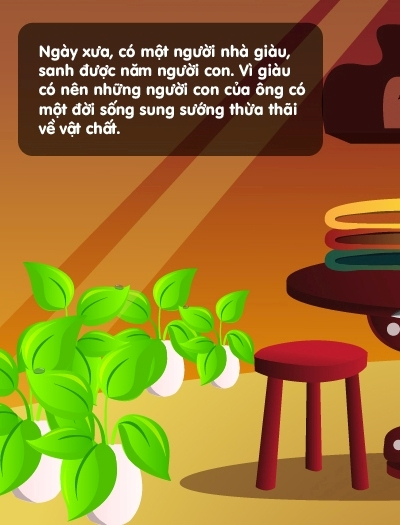 Ngày xưa, có một người nhà giàu,
sanh được năm người con. Vì giàu
có nên những người con của ông có
một đời sống sung sướng thừa thãi
về vật chất.